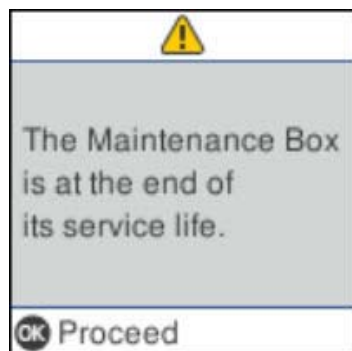 The Maintenance Box
is at the end of
its service life.
OK Proceed